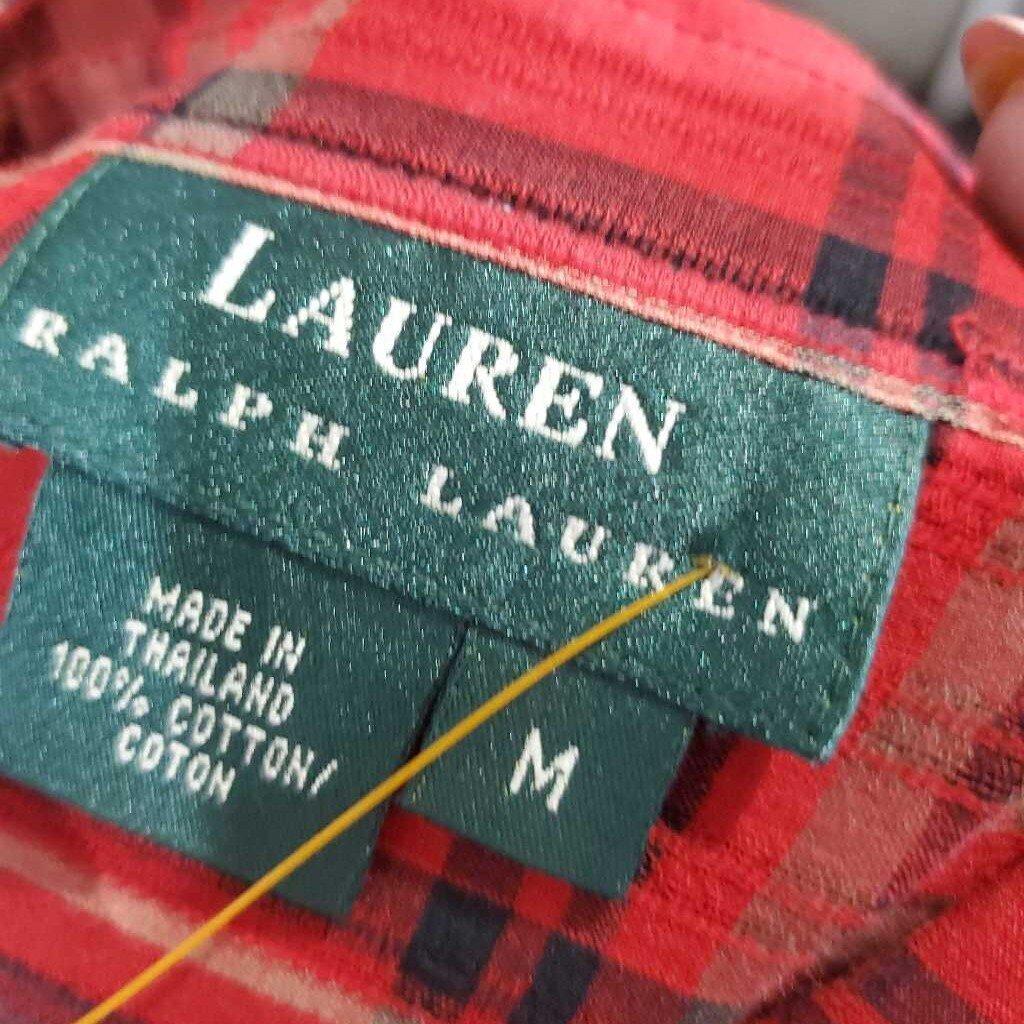 LAUREN
RALPH LAUREN
MADE IN
THAILAND
100% COTTON/
COTON
M